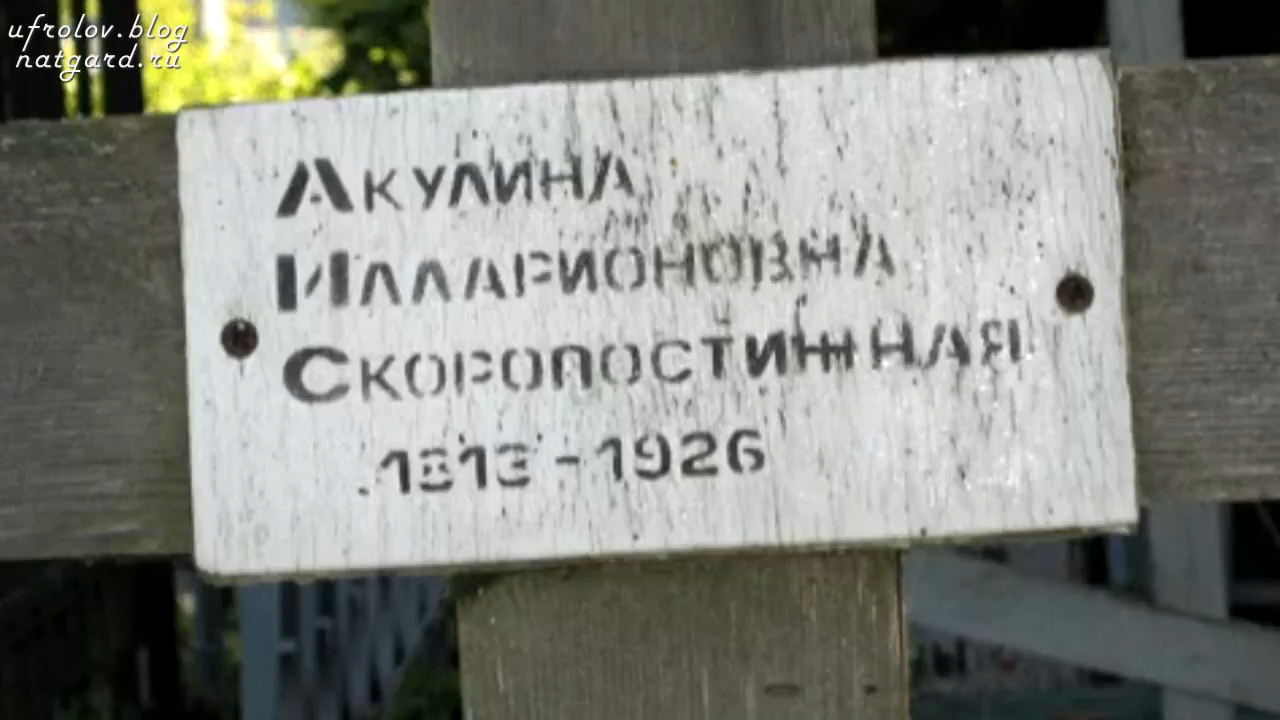 ufrolov.blog
natgard.ru
Акулина
Илларионовна
Скоропостижная
1813-1926